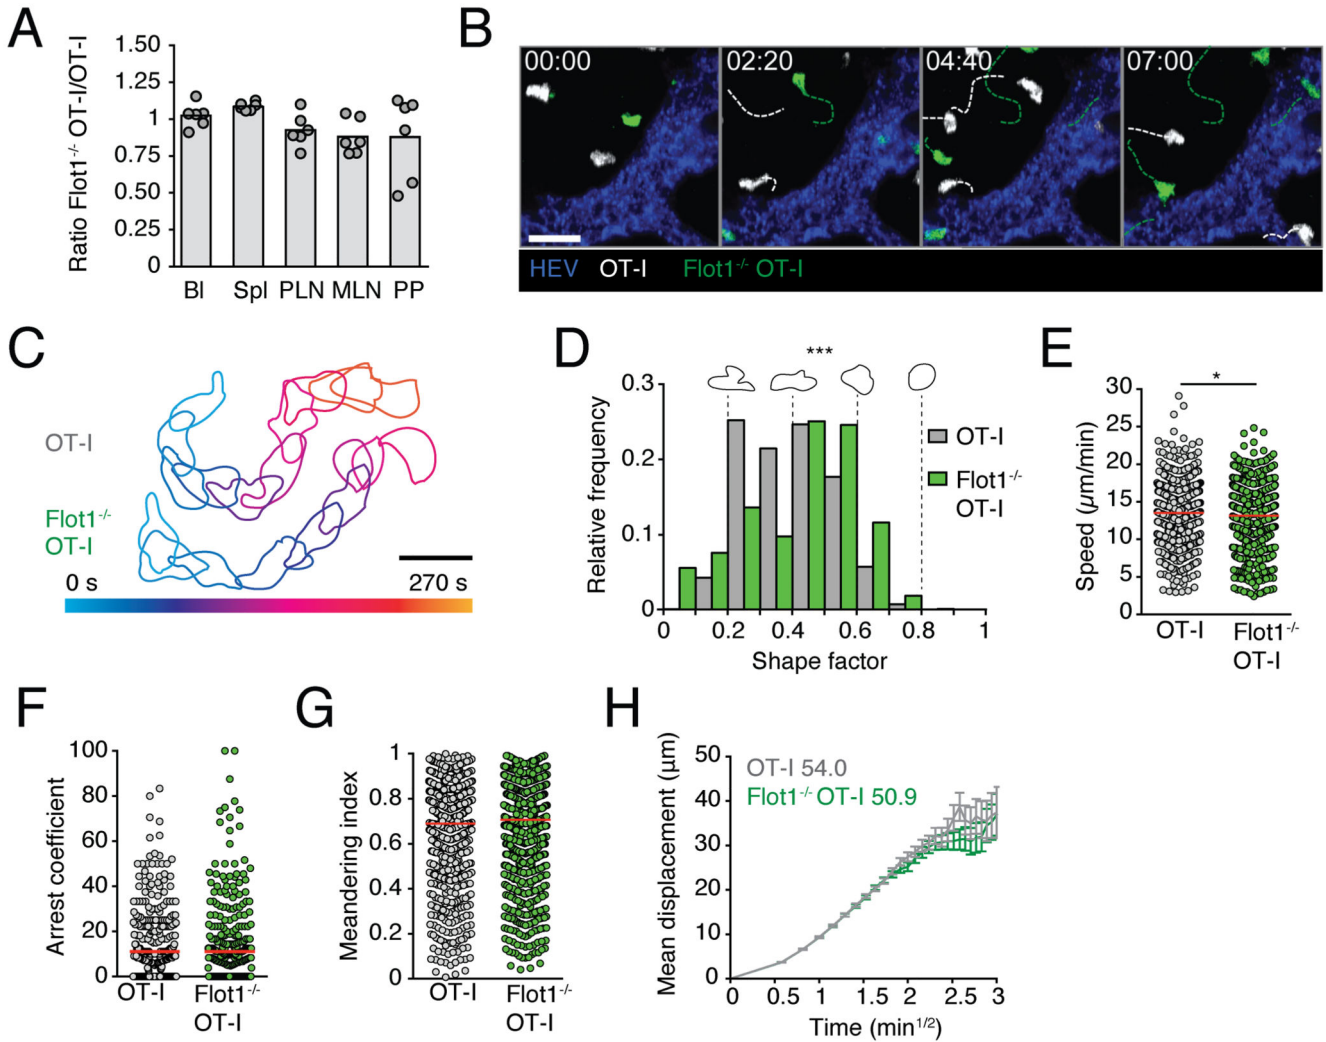 A
Ratio Flot1-/- OT-I/OT-I
1.50
1.25
1
0.75
0.50
0.25
0
Bl Spl PLN MLN PP
B
00:00 02:20 04:40 07:00
HEV OT-I Flot1-/- OT-I
C
OT-I
Flot1-/-
OT-I
0 s 270 s
D
***
Relative frequency
0.3
0.2
0.1
0
0 0.2 0.4 0.6 0.8 1
Shape factor
OT-I
Flot1-/-
OT-I
E
*
Speed (µm/min)
30
25
20
15
10
5
0
OT-I Flot1-/-
OT-I
F
Arrest coefficient
100
80
60
40
20
0
OT-I Flot1-/-
OT-I
G
Meandering index
1
0.8
0.6
0.4
0.2
0
OT-I Flot1-/-
OT-I
H
Mean displacement (µm)
50
40
30
20
10
0
OT-I 54.0
Flot1-/- OT-I 50.9
0 0.5 1 1.5 2 2.5 3
Time (min1/2)